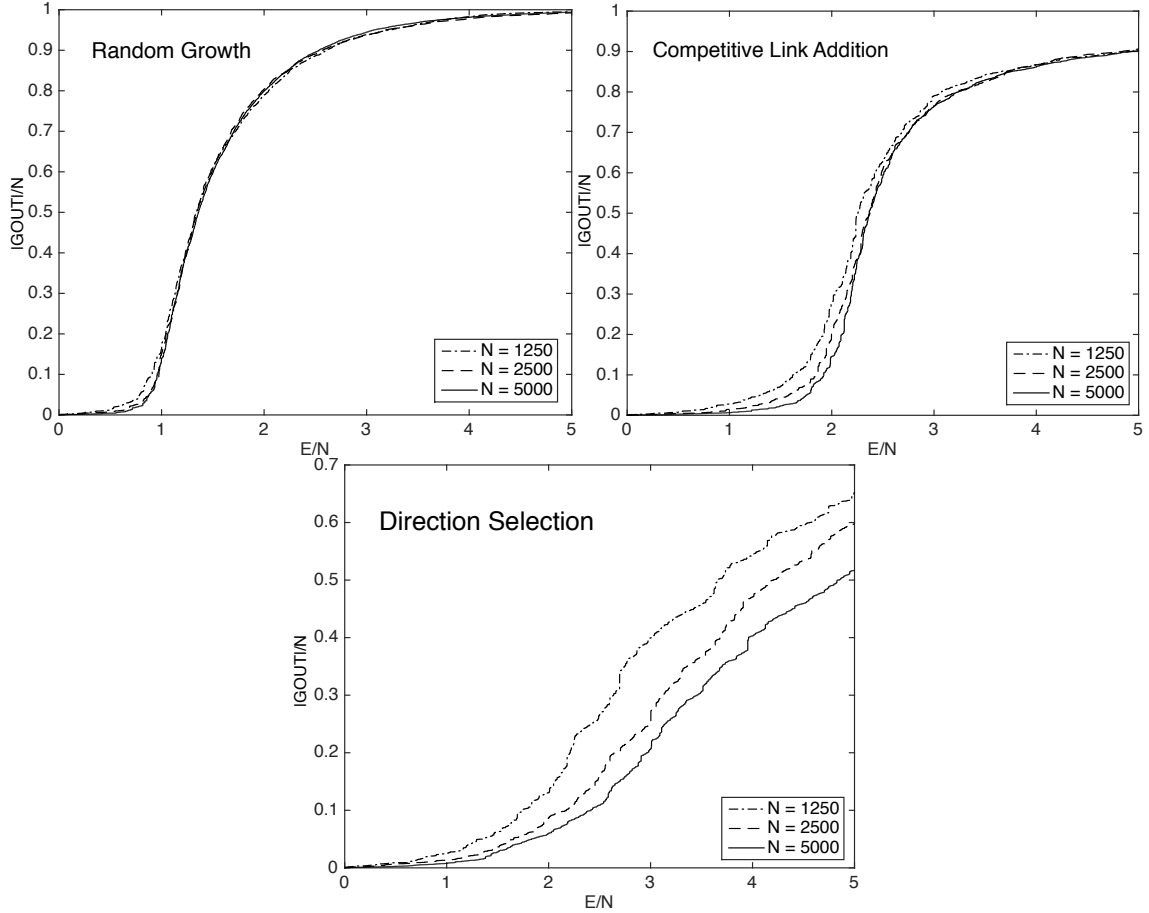 Random Growth
|GOUT|/N
1
0.9
0.8
0.7
0.6
0.5
0.4
0.3
0.2
0.1
0
0 1 2 3 4 5
E/N
N = 1250
N = 2500
N = 5000
Competitive Link Addition
|GOUT|/N
1
0.9
0.8
0.7
0.6
0.5
0.4
0.3
0.2
0.1
0
0 1 2 3 4 5
E/N
N = 1250
N = 2500
N = 5000
Direction Selection
|GOUT|/N
0.7
0.6
0.5
0.4
0.3
0.2
0.1
0
0 1 2 3 4 5
E/N
N = 1250
N = 2500
N = 5000